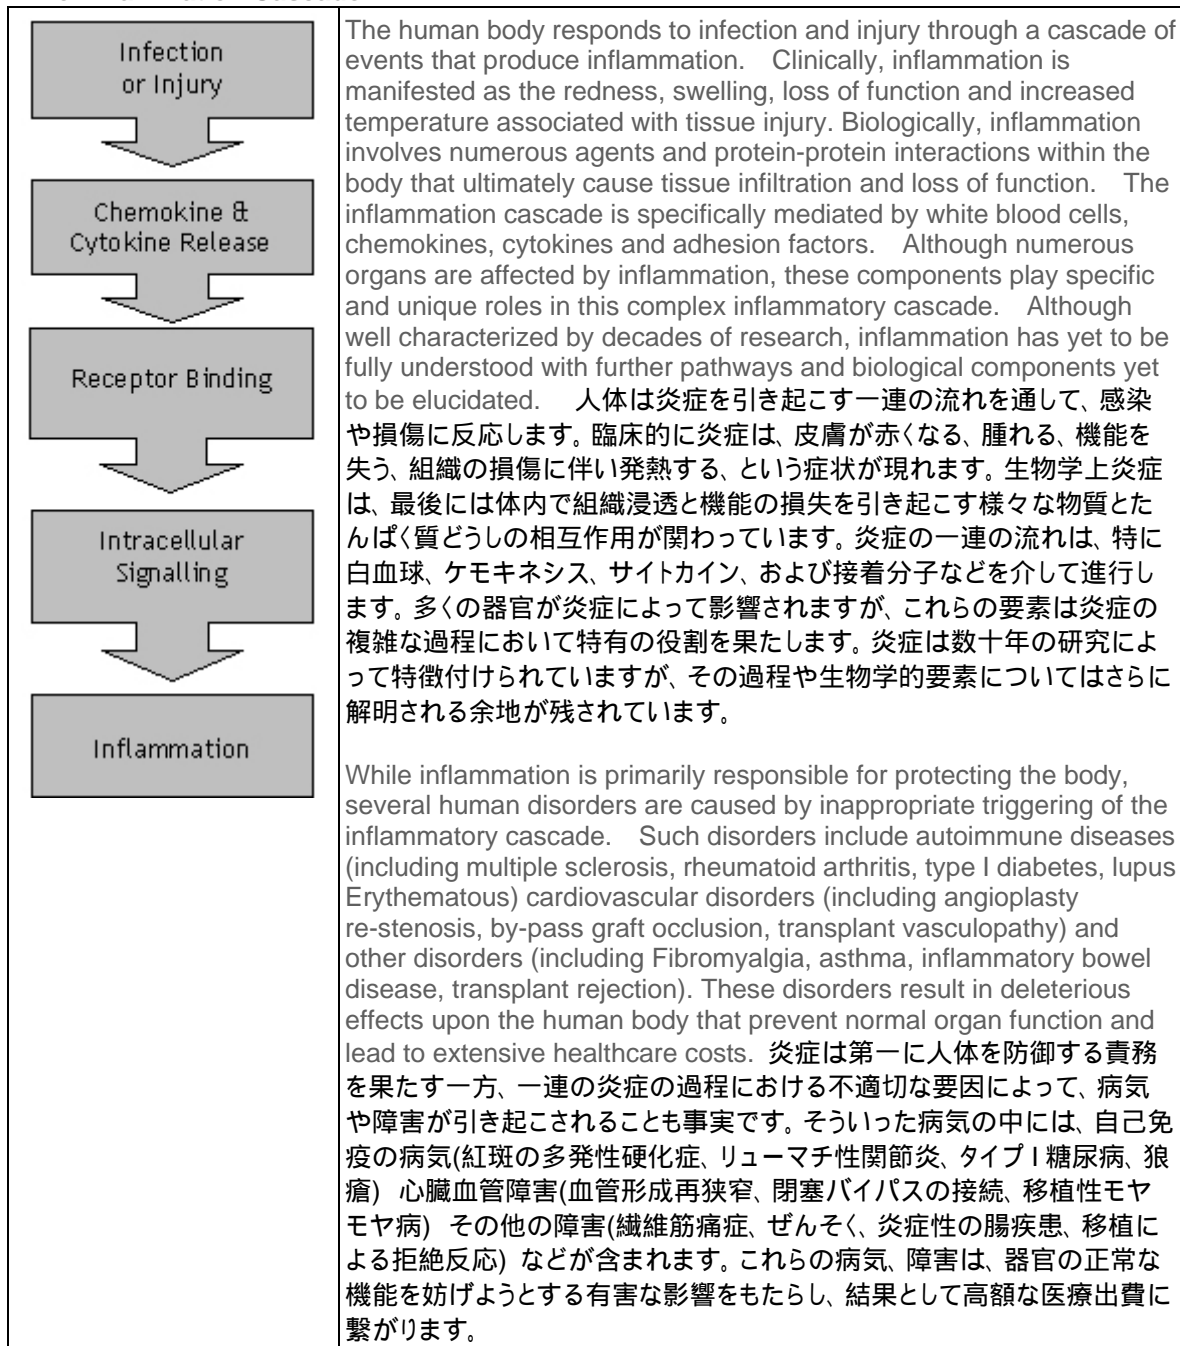 Infection
or Injury
Chemokine &
Cytokine Release
Receptor Binding
Intracellular
Signalling
Inflammation
The human body responds to infection and injury through a cascade of
events that produce inflammation. Clinically, inflammation is
manifested as the redness, swelling, loss of function and increased
temperature associated with tissue injury. Biologically, inflammation
involves numerous agents and protein-protein interactions within the
body that ultimately cause tissue infiltration and loss of function. The
inflammation cascade is specifically mediated by white blood cells,
chemokines, cytokines and adhesion factors. Although numerous
organs are affected by inflammation, these components play specific
and unique roles in this complex inflammatory cascade. Although
well characterized by decades of research, inflammation has yet to be
fully understood with further pathways and biological components yet
to be elucidated. 人体は炎症を引き起こす一連の流れを通して、感染
や損傷に反応します。臨床的に炎症は、皮膚が赤くなる、腫れる、機能を
失う、組織の損傷に伴い発熱する、という症状が現れます。生物学上炎症
は、最後には体内で組織浸透と機能の損失を引き起こす様々な物質とた
んぱく質どうしの相互作用が関わっています。炎症の一連の流れは、特に
白血球、ケモキネシス、サイトカイン、および接着分子などを介して進行し
ます。多くの器官が炎症によって影響されますが、これらの要素は炎症の
複雑な過程において特有の役割を果たします。炎症は数十年の研究によ
って特徴付けられていますが、その過程や生物学的要素についてはさらに
解明される余地が残されています。
While inflammation is primarily responsible for protecting the body,
several human disorders are caused by inappropriate triggering of the
inflammatory cascade. Such disorders include autoimmune diseases
(including multiple sclerosis, rheumatoid arthritis, type I diabetes, lupus
Erythematous) cardiovascular disorders (including angioplasty
re-stenosis, by-pass graft occlusion, transplant vasculopathy) and
other disorders (including Fibromyalgia, asthma, inflammatory bowel
disease, transplant rejection). These disorders result in deleterious
effects upon the human body that prevent normal organ function and
lead to extensive healthcare costs. 炎症は第一に人体を防御する責務
を果たす一方、一連の炎症の過程における不適切な要因によって、病気
や障害が引き起こされることも事実です。そういった病気の中には、自己免
疫の病気(紅斑の多発性硬化症、リューマチ性関節炎、タイプ I 糖尿病、狼
瘡) 心臓血管障害(血管形成再狭窄、閉塞バイパスの接続、移植性モヤ
モヤ病) その他の障害(繊維筋痛症、ぜんそく、炎症性の腸疾患、移植に
よる拒絶反応) などが含まれます。これらの病気、障害は、器官の正常な
機能を妨げようとする有害な影響をもたらし、結果として高額な医療出費に
繋がります。